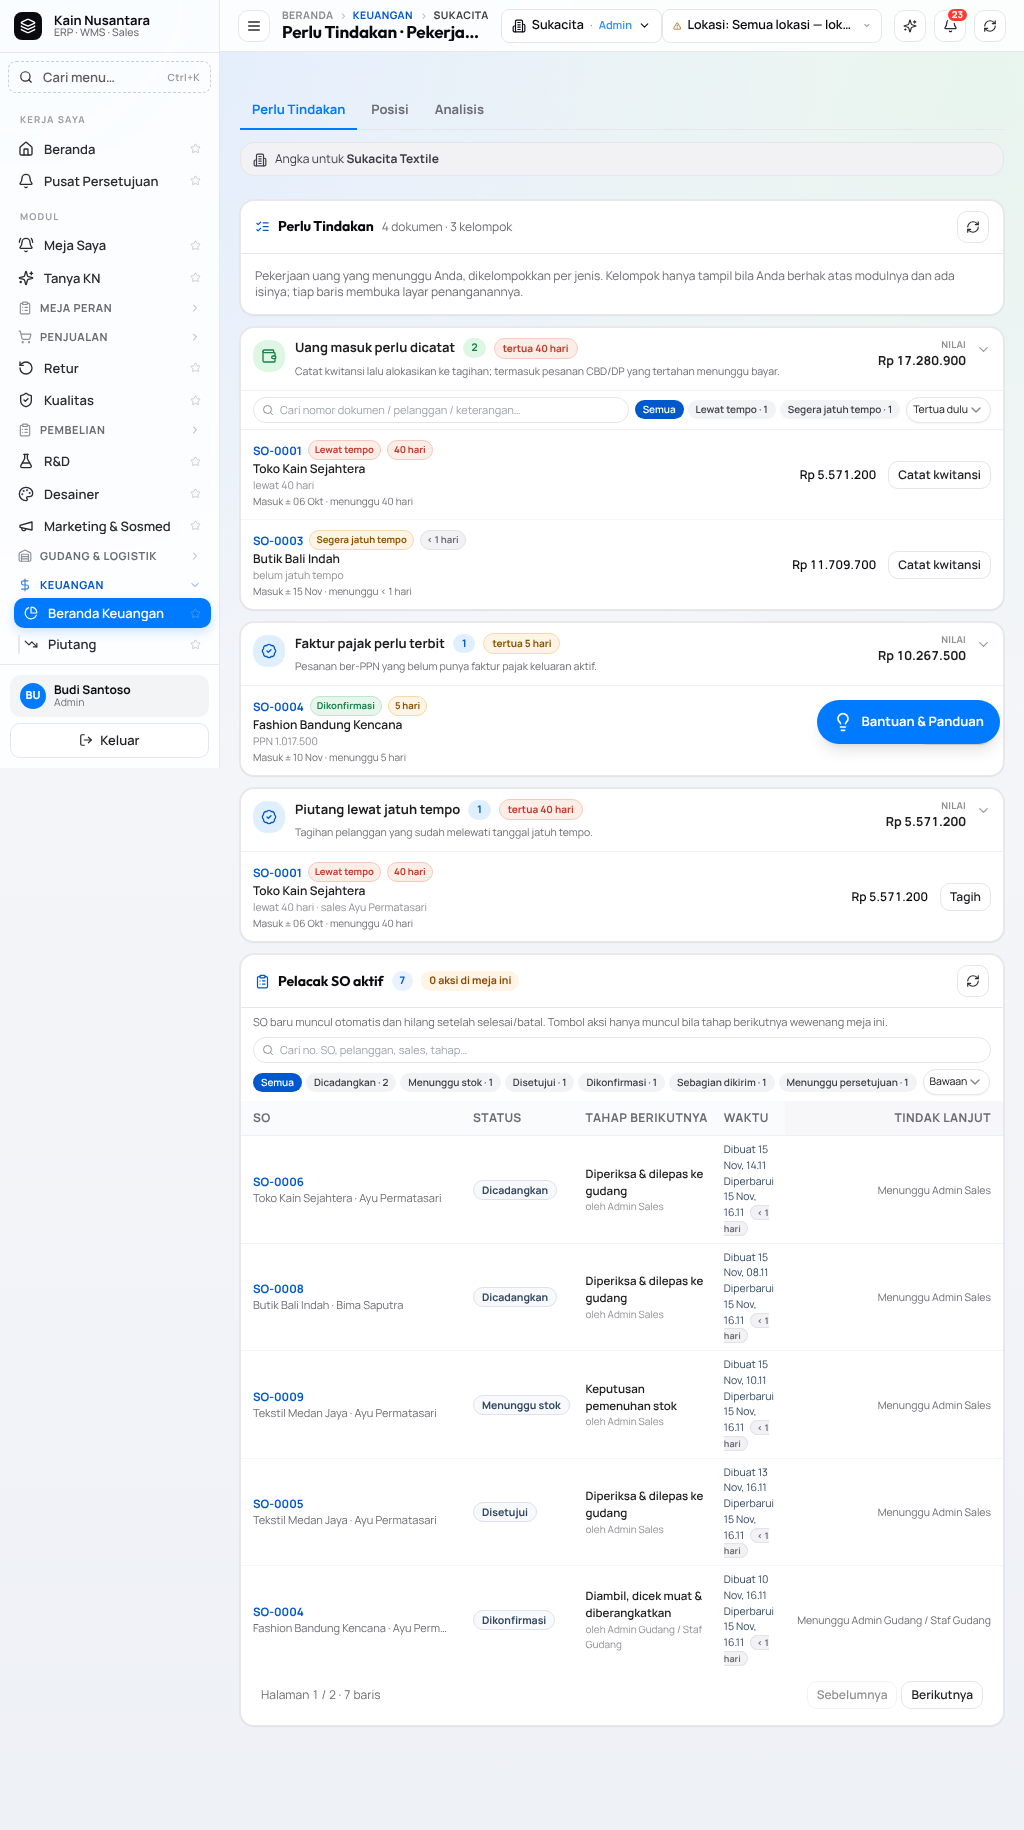 Kain Nusantara
ERP · WMS · Sales
Cari menu...
Ctrl+K
KERJA SAYA
Beranda
Pusat Persetujuan
MODUL
Meja Saya
Tanya KN
MEJA PERAN
PENJUALAN
Retur
Kualitas
PEMBELIAN
R&D
Desainer
Marketing & Sosmed
GUDANG & LOGISTIK
KEUANGAN
Beranda Keuangan
Piutang
BU
Budi Santoso
Admin
Keluar
BERANDA > KEUANGAN > SUKACITA
Perlu Tindakan · Pekerja...
Sukacita · Admin
Lokasi: Semua lokasi — lok...
23
Perlu Tindakan
Posisi
Analisis
Angka untuk Sukacita Textile
Perlu Tindakan 4 dokumen · 3 kelompok
Pekerjaan uang yang menunggu Anda, dikelompokkan per jenis. Kelompok hanya tampil bila Anda berhak atas modulnya dan ada
isinya; tiap baris membuka layar penanganannya.
Uang masuk perlu dicatat 2 tertua 40 hari
Catat kwitansi lalu alokasikan ke tagihan; termasuk pesanan CBD/DP yang tertahan menunggu bayar.
NILAI
Rp 17.280.900
Cari nomor dokumen / pelanggan / keterangan...
Semua
Lewat tempo · 1
Segera jatuh tempo · 1
Tertua dulu
SO-0001 Lewat tempo 40 hari
Toko Kain Sejahtera
lewat 40 hari
Masuk ± 06 Okt · menunggu 40 hari
Rp 5.571.200
Catat kwitansi
SO-0003 Segera jatuh tempo < 1 hari
Butik Bali Indah
belum jatuh tempo
Masuk ± 15 Nov · menunggu < 1 hari
Rp 11.709.700
Catat kwitansi
Faktur pajak perlu terbit 1 tertua 5 hari
Pesanan ber-PPN yang belum punya faktur pajak keluaran aktif.
NILAI
Rp 10.267.500
SO-0004 Dikonfirmasi 5 hari
Fashion Bandung Kencana
PPN 1.017.500
Masuk ± 10 Nov · menunggu 5 hari
Bantuan & Panduan
Piutang lewat jatuh tempo 1 tertua 40 hari
Tagihan pelanggan yang sudah melewati tanggal jatuh tempo.
NILAI
Rp 5.571.200
SO-0001 Lewat tempo 40 hari
Toko Kain Sejahtera
lewat 40 hari · sales Ayu Permatasari
Masuk ± 06 Okt · menunggu 40 hari
Rp 5.571.200
Tagih
Pelacak SO aktif 7 0 aksi di meja ini
SO baru muncul otomatis dan hilang setelah selesai/batal. Tombol aksi hanya muncul bila tahap berikutnya wewenang meja ini.
Cari no. SO, pelanggan, sales, tahap...
Semua
Dicadangkan · 2
Menunggu stok · 1
Disetujui · 1
Dikonfirmasi · 1
Sebagian dikirim · 1
Menunggu persetujuan · 1
Bawaan
SO STATUS TAHAP BERIKUTNYA WAKTU TINDAK LANJUT
SO-0006
Toko Kain Sejahtera · Ayu Permatasari
Dicadangkan
Diperiksa & dilepas ke
gudang
oleh Admin Sales
Dibuat 15
Nov, 14.11
Diperbarui
15 Nov,
16.11 < 1
hari
Menunggu Admin Sales
SO-0008
Butik Bali Indah · Bima Saputra
Dicadangkan
Diperiksa & dilepas ke
gudang
oleh Admin Sales
Dibuat 15
Nov, 08.11
Diperbarui
15 Nov,
16.11 < 1
hari
Menunggu Admin Sales
SO-0009
Tekstil Medan Jaya · Ayu Permatasari
Menunggu stok
Keputusan
pemenuhan stok
oleh Admin Sales
Dibuat 15
Nov, 10.11
Diperbarui
15 Nov,
16.11 < 1
hari
Menunggu Admin Sales
SO-0005
Tekstil Medan Jaya · Ayu Permatasari
Disetujui
Diperiksa & dilepas ke
gudang
oleh Admin Sales
Dibuat 13
Nov, 16.11
Diperbarui
15 Nov,
16.11 < 1
hari
Menunggu Admin Sales
SO-0004
Fashion Bandung Kencana · Ayu Perm...
Dikonfirmasi
Diambil, dicek muat &
diberangkatkan
oleh Admin Gudang / Staf
Gudang
Dibuat 10
Nov, 16.11
Diperbarui
15 Nov,
16.11 < 1
hari
Menunggu Admin Gudang / Staf Gudang
Halaman 1 / 2 · 7 baris
Sebelumnya
Berikutnya